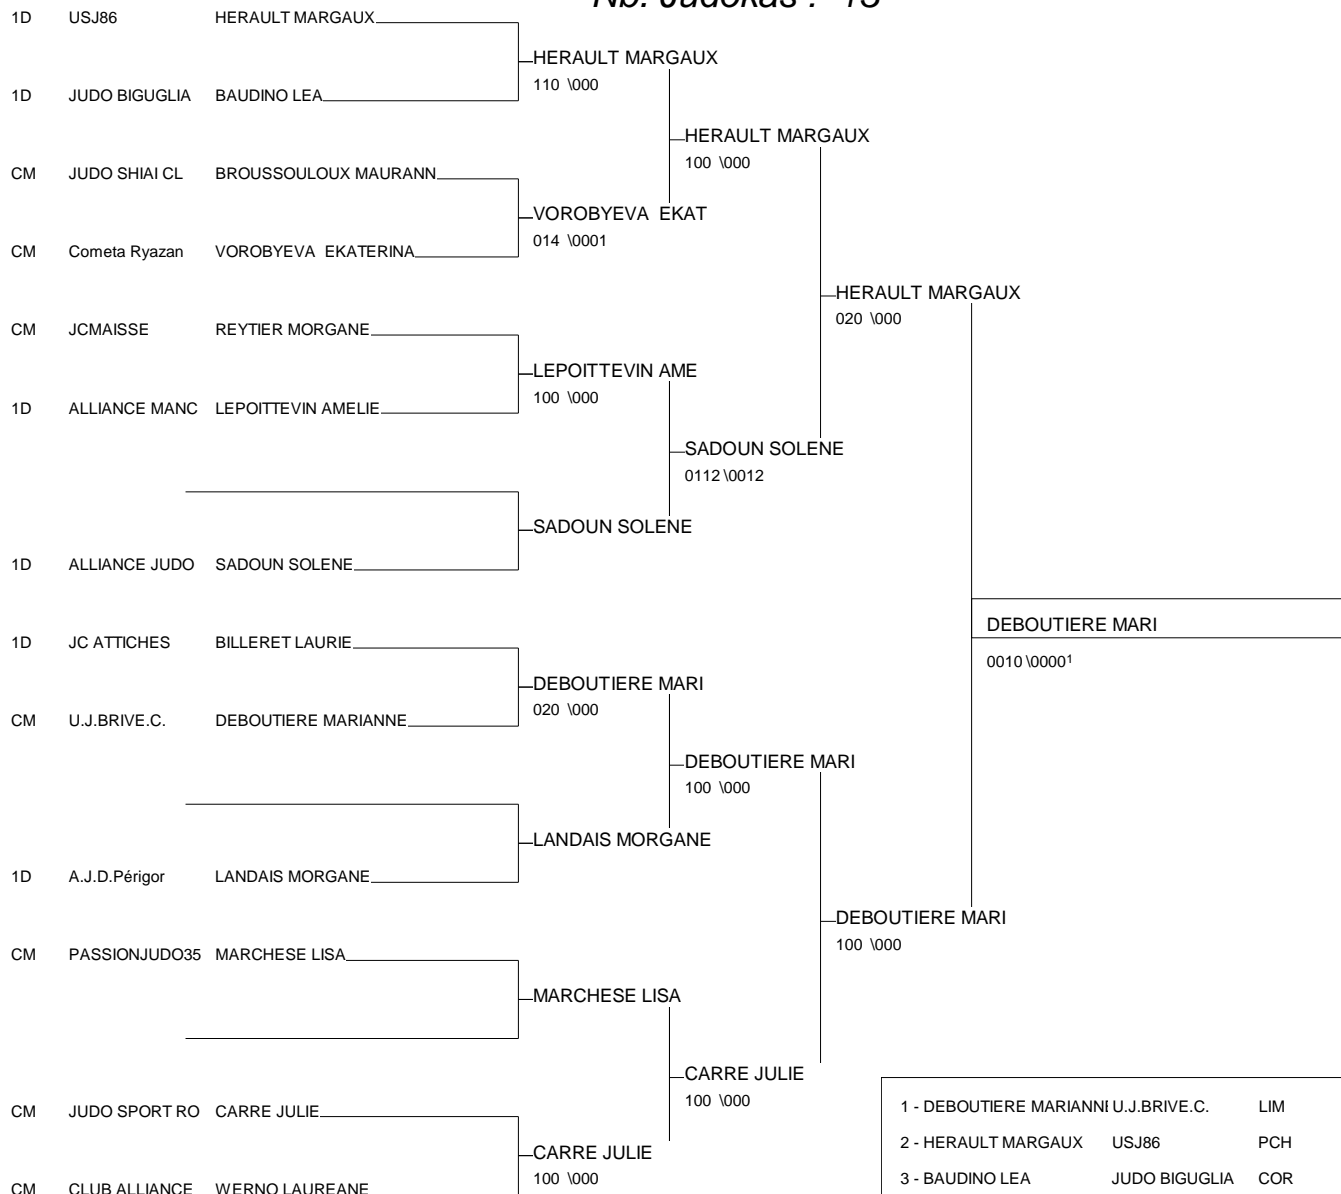 Nb. Judokas : 13
1D USJ86 HERAULT MARGAUX
HERAULT MARGAUX
110 \000
1D JUDO BIGUGLIA BAUDINO LEA
HERAULT MARGAUX
100 \000
CM JUDO SHIAI CL BROUSSOULOUX MAURANN
VOROBYEVA EKAT
014 \0001
CM Cometa Ryazan VOROBYEVA EKATERINA
HERAULT MARGAUX
020 \000
CM JCMAISSE REYTIER MORGANE
LEPOITTEVIN AME
100 \000
1D ALLIANCE MANC LEPOITTEVIN AMELIE
SADOUN SOLENE
0112 \0012
SADOUN SOLENE
1D ALLIANCE JUDO SADOUN SOLENE
DEBOUTIERE MARI
0010 \0000¹
1D JC ATTICHES BILLERET LAURIE
DEBOUTIERE MARI
020 \000
CM U.J.BRIVE.C. DEBOUTIERE MARIANNE
DEBOUTIERE MARI
100 \000
LANDAIS MORGANE
1D A.J.D.Périgor LANDAIS MORGANE
DEBOUTIERE MARI
100 \000
CM PASSIONJUDO35 MARCHESE LISA
MARCHESE LISA
CARRE JULIE
100 \000
CM JUDO SPORT RO CARRE JULIE
CARRE JULIE
100 \000
CM CLUB ALLIANCE WERNO LAUREANE
1 - DEBOUTIERE MARIANNE U.J.BRIVE.C. LIM
2 - HERAULT MARGAUX USJ86 PCH
3 - BAUDINO LEA JUDO BIGUGLIA COR